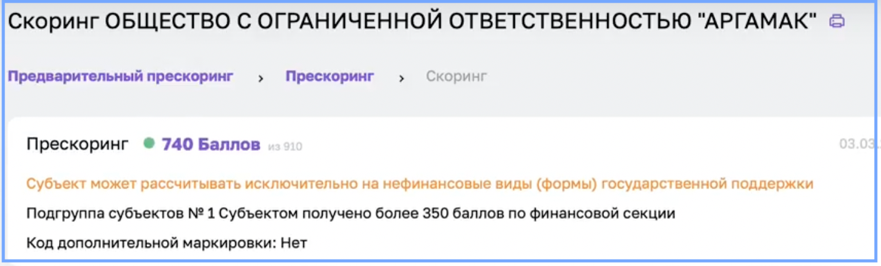 Скоринг ОБЩЕСТВО С ОГРАНИЧЕННОЙ ОТВЕТСТВЕННОСТЬЮ "АРГАМАК"
Предварительный прескоринг > Прескоринг > Скоринг
Прескоринг 740 Баллов из 910 03.03.
Субъект может рассчитывать исключительно на нефинансовые виды (формы) государственной поддержки
Подгруппа субъектов № 1 Субъектом получено более 350 баллов по финансовой секции
Код дополнительной маркировки: Нет